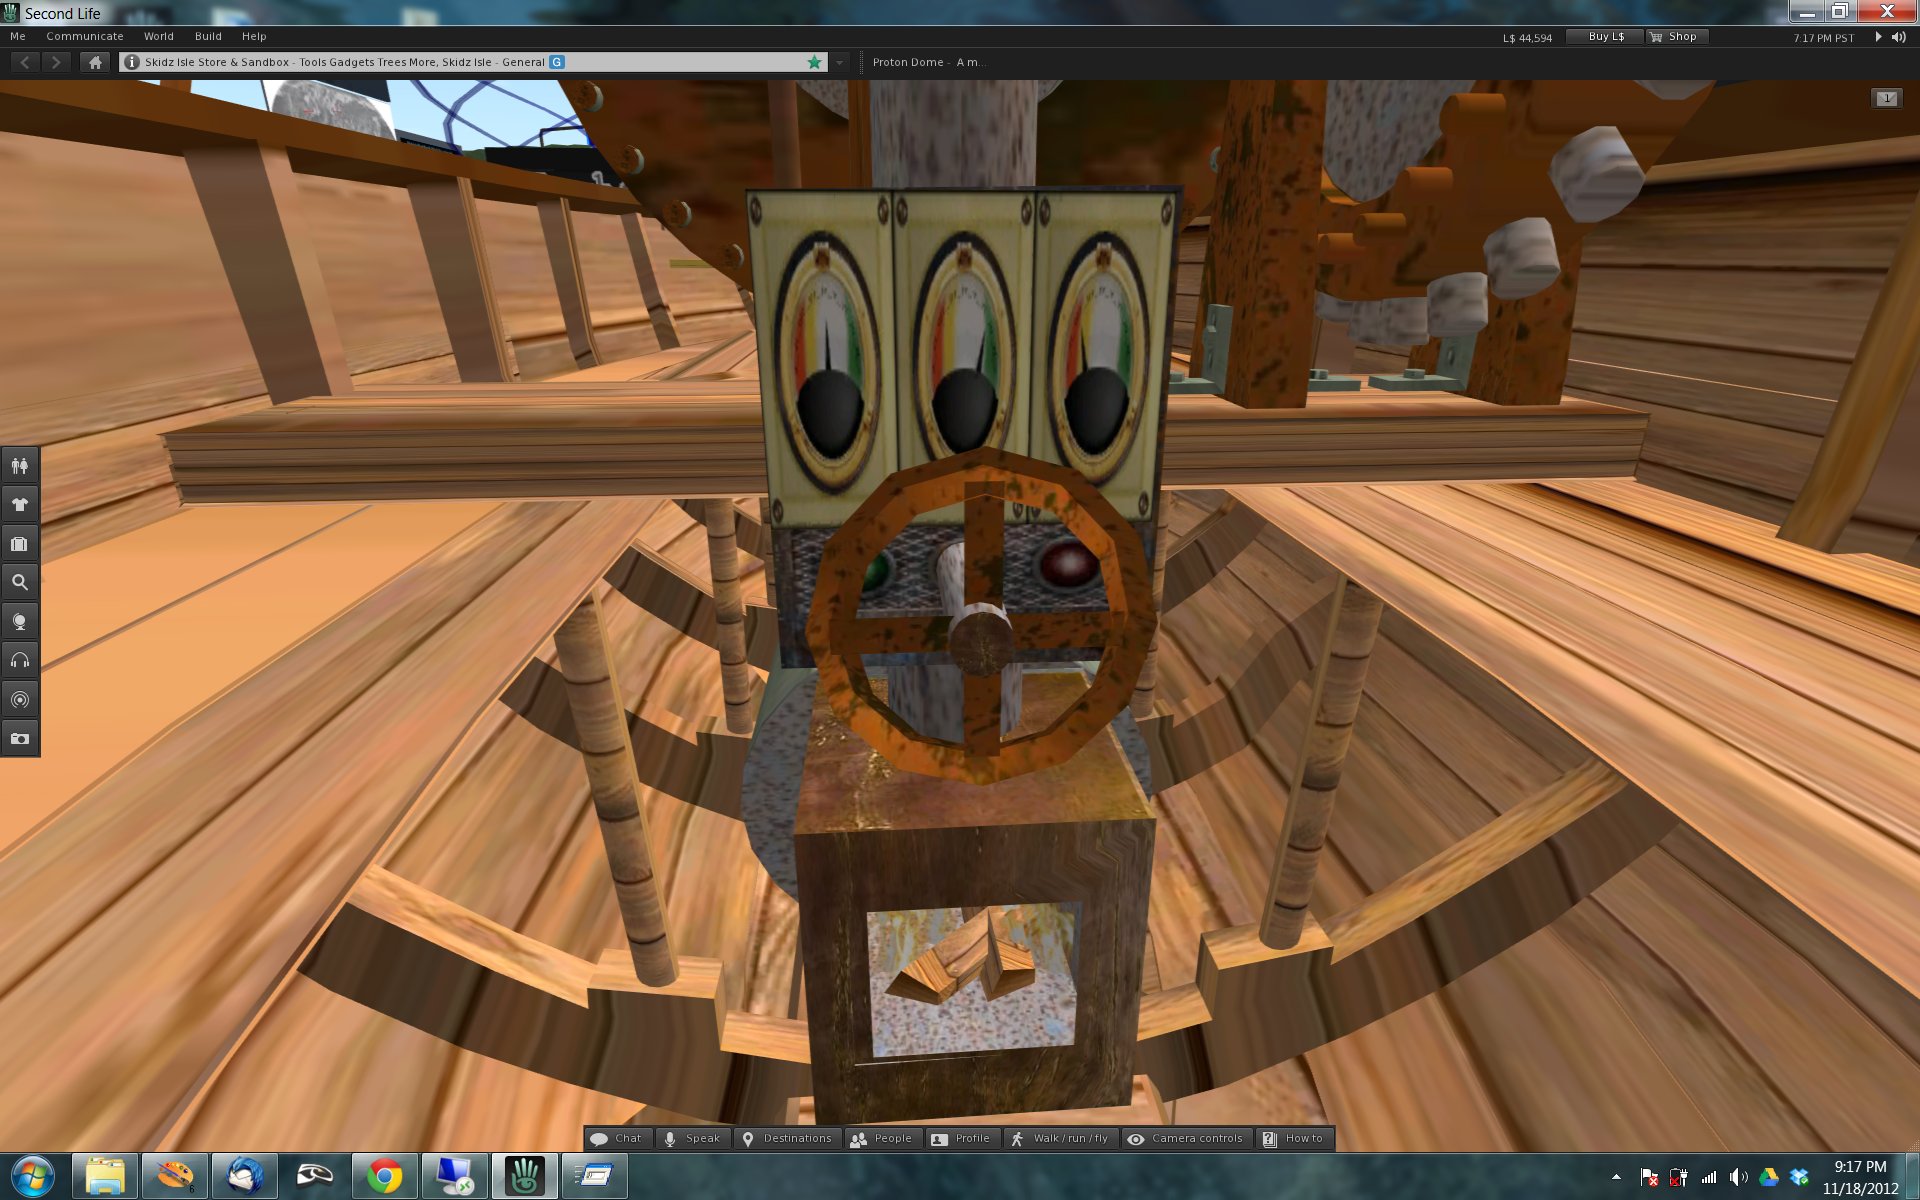 Second Life
Me Communicate World Build Help
L$ 44,594 Buy L$ Shop 7:17 PM PST
Skidz Isle Store & Sandbox - Tools Gadgets Trees More, Skidz Isle - General G
Proton Dome - A m...
1
Chat Speak Destinations People Profile Walk / run / fly Camera controls How to
9:17 PM
11/18/2012